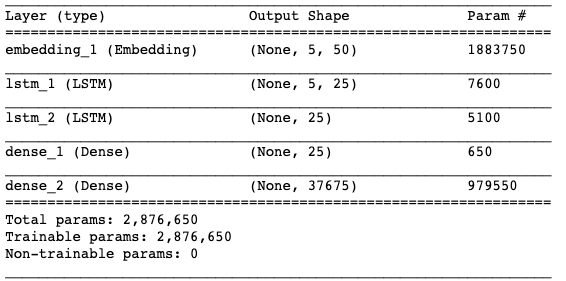 Layer (type) Output Shape Param #
embedding_1 (Embedding) (None, 5, 50) 1883750
lstm_1 (LSTM) (None, 5, 25) 7600
lstm_2 (LSTM) (None, 25) 5100
dense_1 (Dense) (None, 25) 650
dense_2 (Dense) (None, 37675) 979550
Total params: 2,876,650
Trainable params: 2,876,650
Non-trainable params: 0